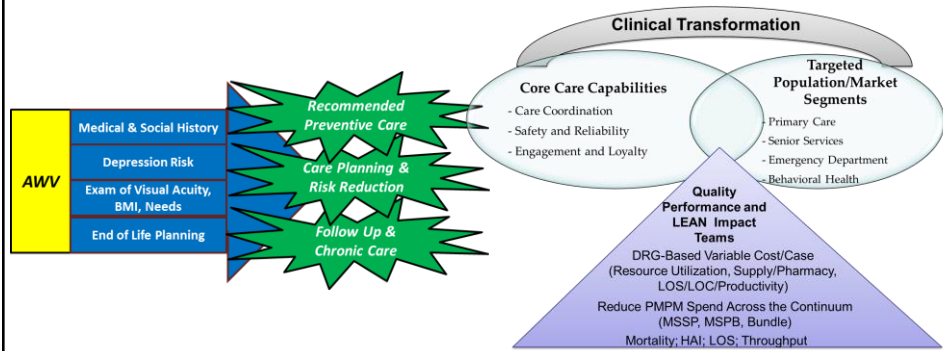 AWV
Medical & Social History
Depression Risk
Exam of Visual Acuity,
BMI, Needs
End of Life Planning
Recommended
Preventive Care
Care Planning &
Risk Reduction
Follow Up &
Chronic Care
Clinical Transformation
Core Care Capabilities
- Care Coordination
- Safety and Reliability
- Engagement and Loyalty
Targeted
Population/Market
Segments
- Primary Care
- Senior Services
- Emergency Department
- Behavioral Health
Quality
Performance and
LEAN Impact
Teams
DRG-Based Variable Cost/Case
(Resource Utilization, Supply/Pharmacy,
LOS/LOC/Productivity)
Reduce PMPM Spend Across the Continuum
(MSSP, MSPB, Bundle)
Mortality; HAI; LOS; Throughput